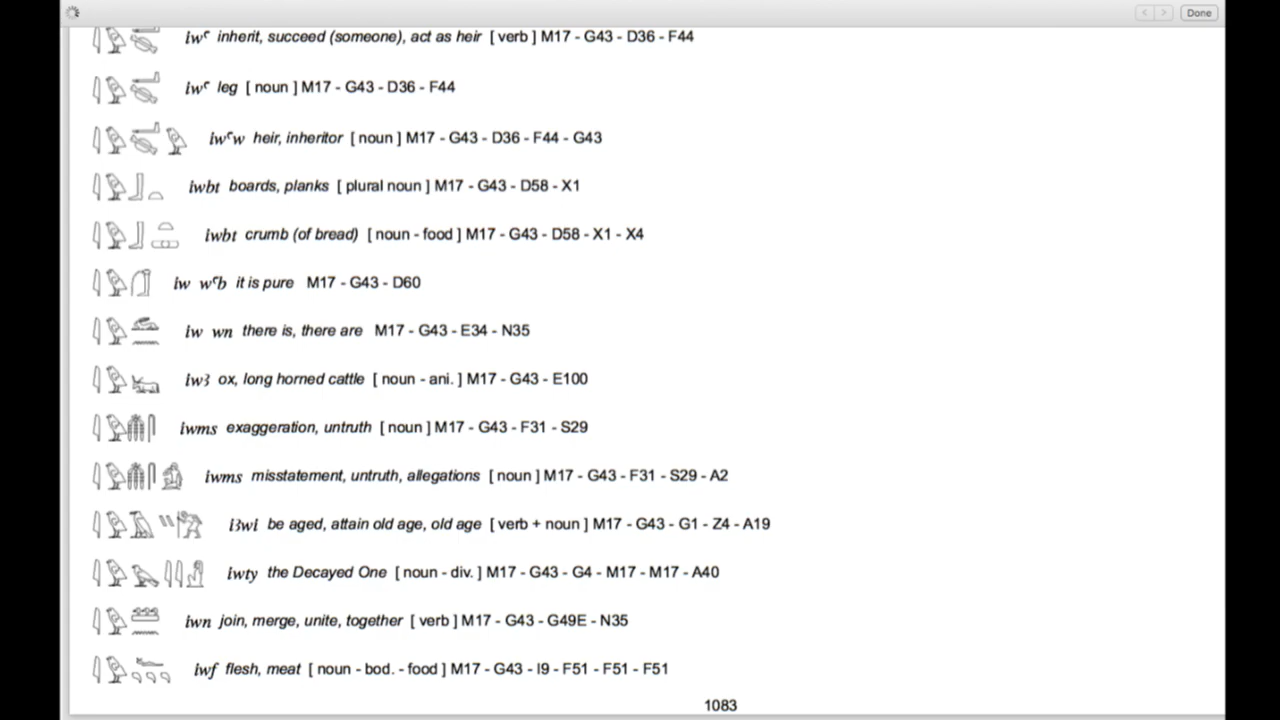 Done
iwꜥ inherit, succeed (someone), act as heir [ verb ] M17 - G43 - D36 - F44
iwꜥ leg [ noun ] M17 - G43 - D36 - F44
iwꜥw heir, inheritor [ noun ] M17 - G43 - D36 - F44 - G43
iwbt boards, planks [ plural noun ] M17 - G43 - D58 - X1
iwbt crumb (of bread) [ noun - food ] M17 - G43 - D58 - X1 - X4
iw wꜥb it is pure M17 - G43 - D60
iw wn there is, there are M17 - G43 - E34 - N35
iwꜣ ox, long horned cattle [ noun - ani. ] M17 - G43 - E100
iwms exaggeration, untruth [ noun ] M17 - G43 - F31 - S29
iwms misstatement, untruth, allegations [ noun ] M17 - G43 - F31 - S29 - A2
iꜣwi be aged, attain old age, old age [ verb + noun ] M17 - G43 - G1 - Z4 - A19
iwty the Decayed One [ noun - div. ] M17 - G43 - G4 - M17 - M17 - A40
iwn join, merge, unite, together [ verb ] M17 - G43 - G49E - N35
iwf flesh, meat [ noun - bod. - food ] M17 - G43 - I9 - F51 - F51 - F51
1083